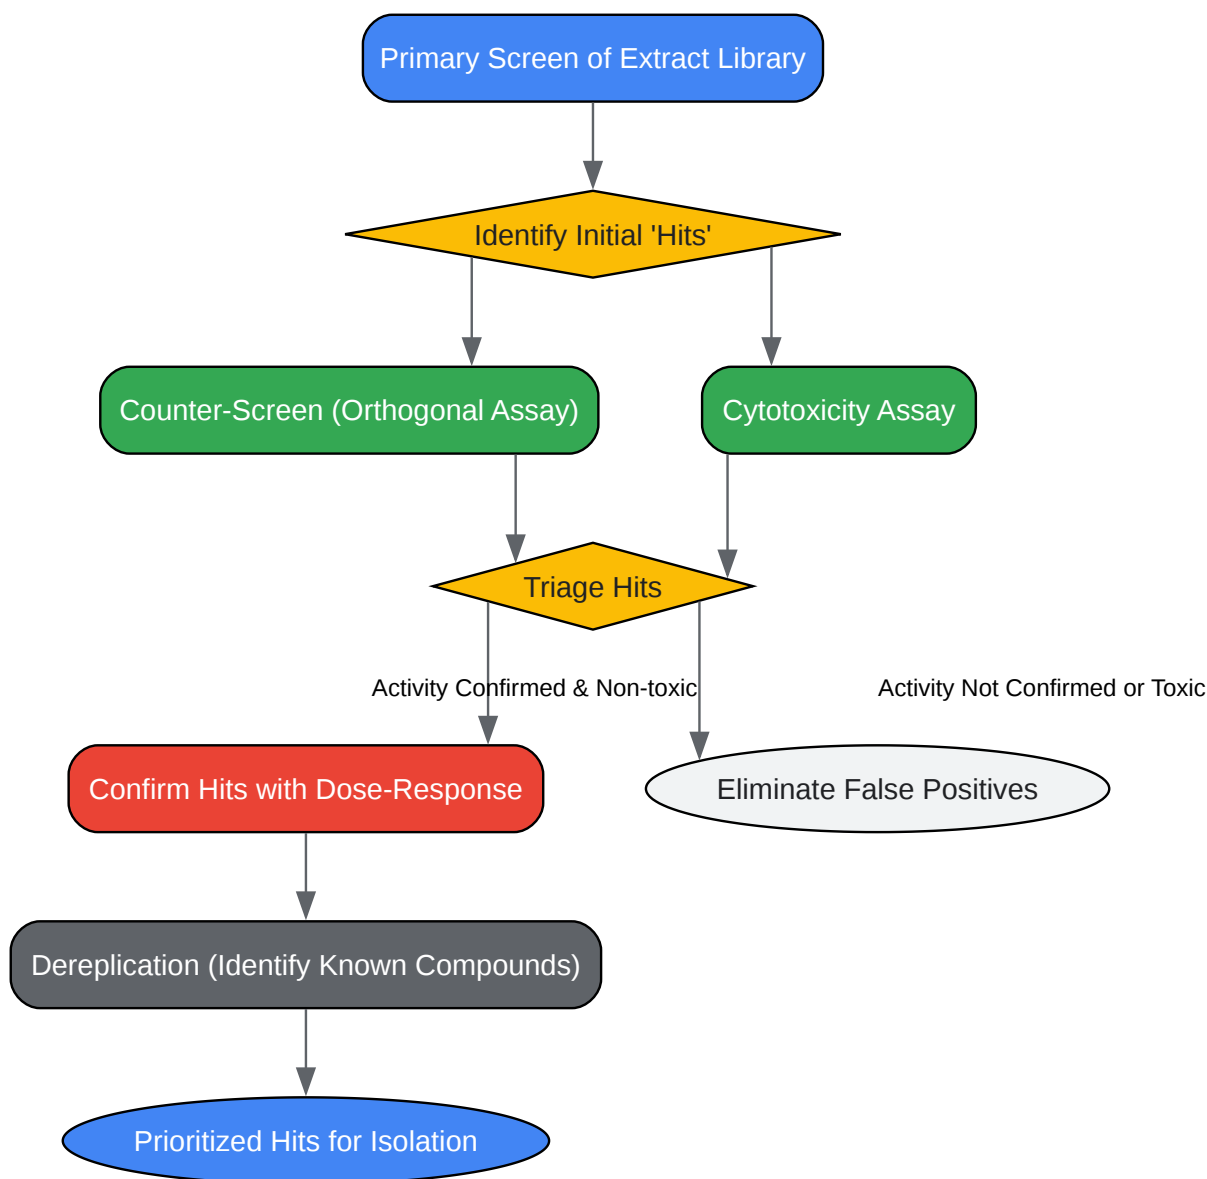 Primary Screen of Extract Library
Identify Initial 'Hits'
Counter-Screen (Orthogonal Assay)
Cytotoxicity Assay
Triage Hits
Activity Confirmed & Non-toxic
Activity Not Confirmed or Toxic
Confirm Hits with Dose-Response
Eliminate False Positives
Dereplication (Identify Known Compounds)
Prioritized Hits for Isolation